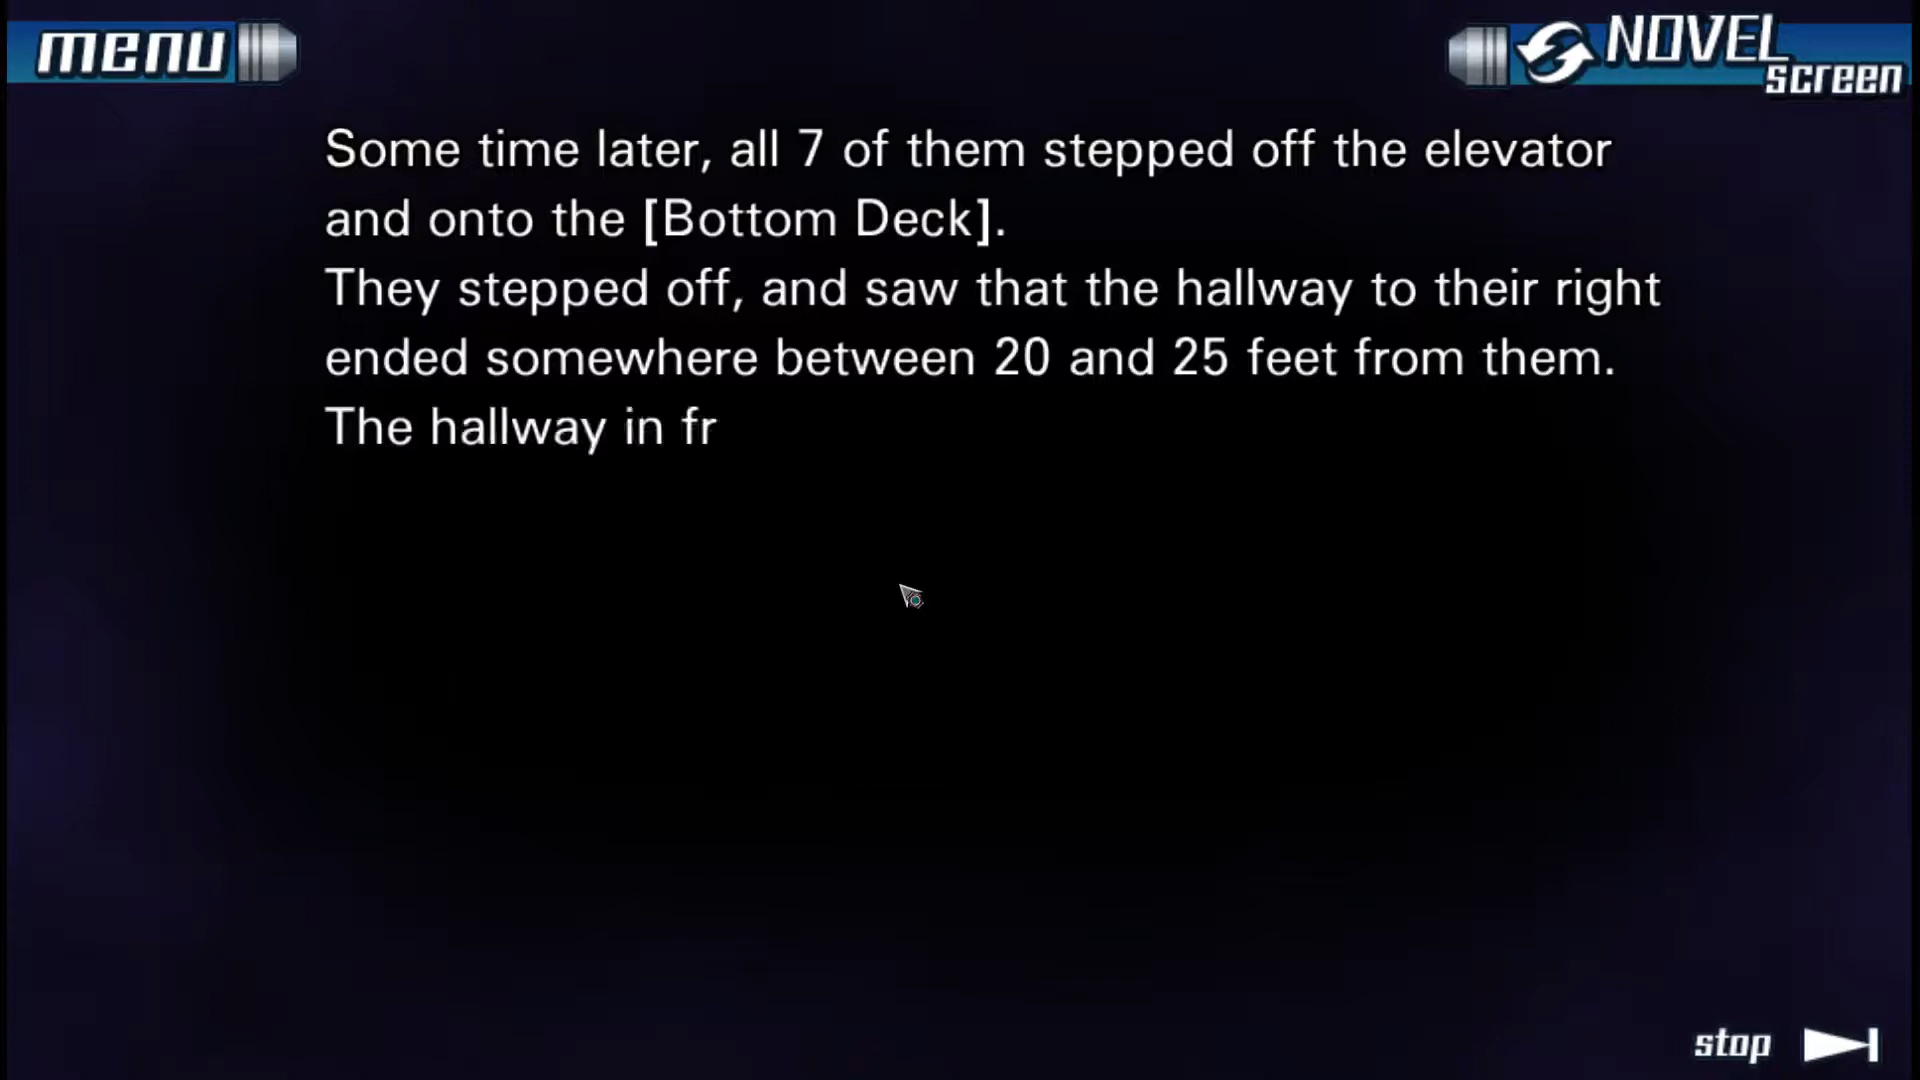 menu
NOVEL
screen
Some time later, all 7 of them stepped off the elevator
and onto the [Bottom Deck].
They stepped off, and saw that the hallway to their right
ended somewhere between 20 and 25 feet from them.
The hallway in fr
stop